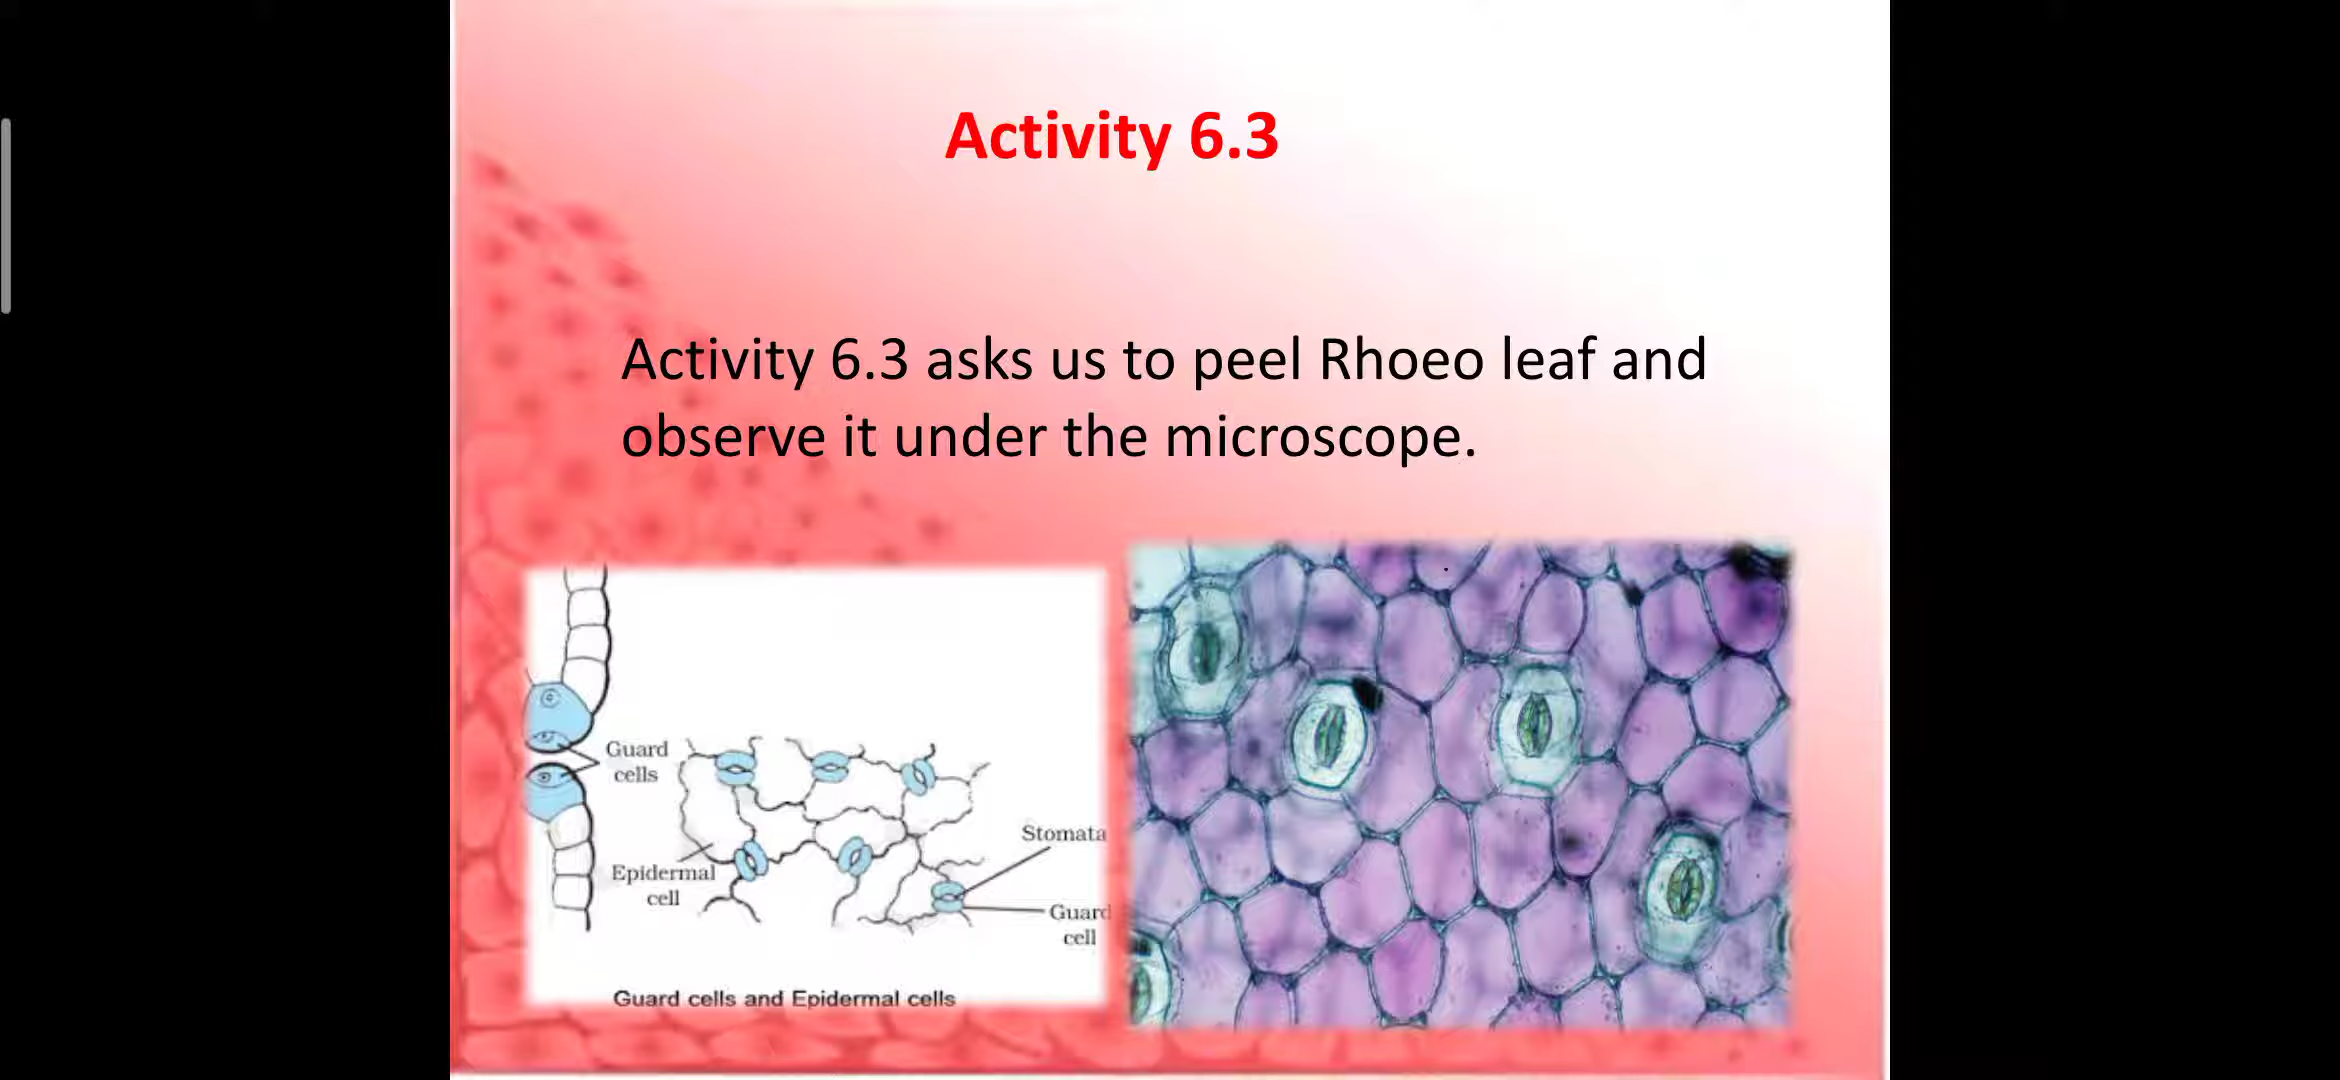 Activity 6.3
Activity 6.3 asks us to peel Rhoeo leaf and
observe it under the microscope.
Guard
cells
Epidermal
cell
Stomata
Guard
cell
Guard cells and Epidermal cells